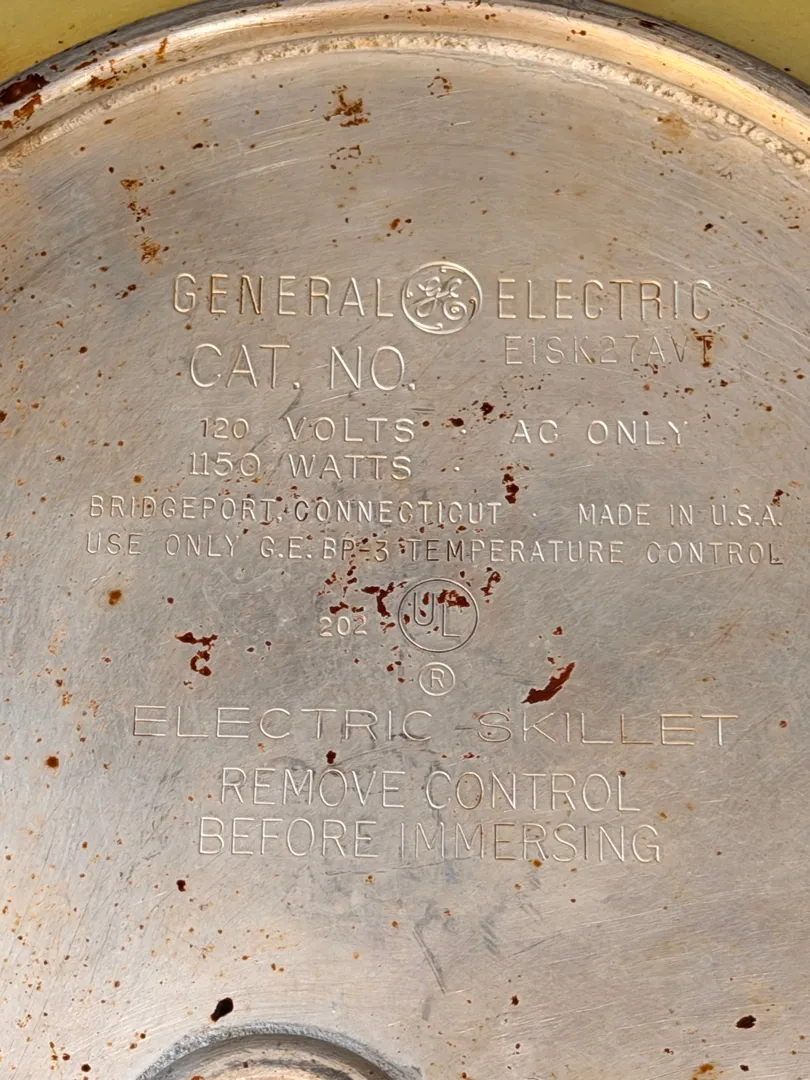 GENERAL GE ELECTRIC
CAT. NO. E1SK27AVT
120 VOLTS · AC ONLY
1150 WATTS ·
BRIDGEPORT, CONNECTICUT · MADE IN U.S.A.
USE ONLY G.E. BP-3 TEMPERATURE CONTROL
202 UL
®
ELECTRIC SKILLET
REMOVE CONTROL
BEFORE IMMERSING